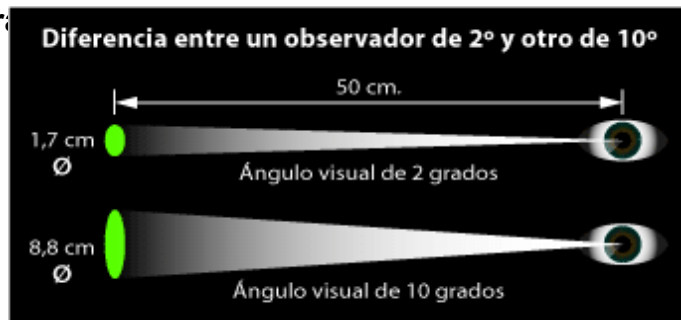 Diferencia entre un observador de 2º y otro de 10º
50 cm.
1,7 cm
Ø
Ángulo visual de 2 grados
8,8 cm
Ø
Ángulo visual de 10 grados